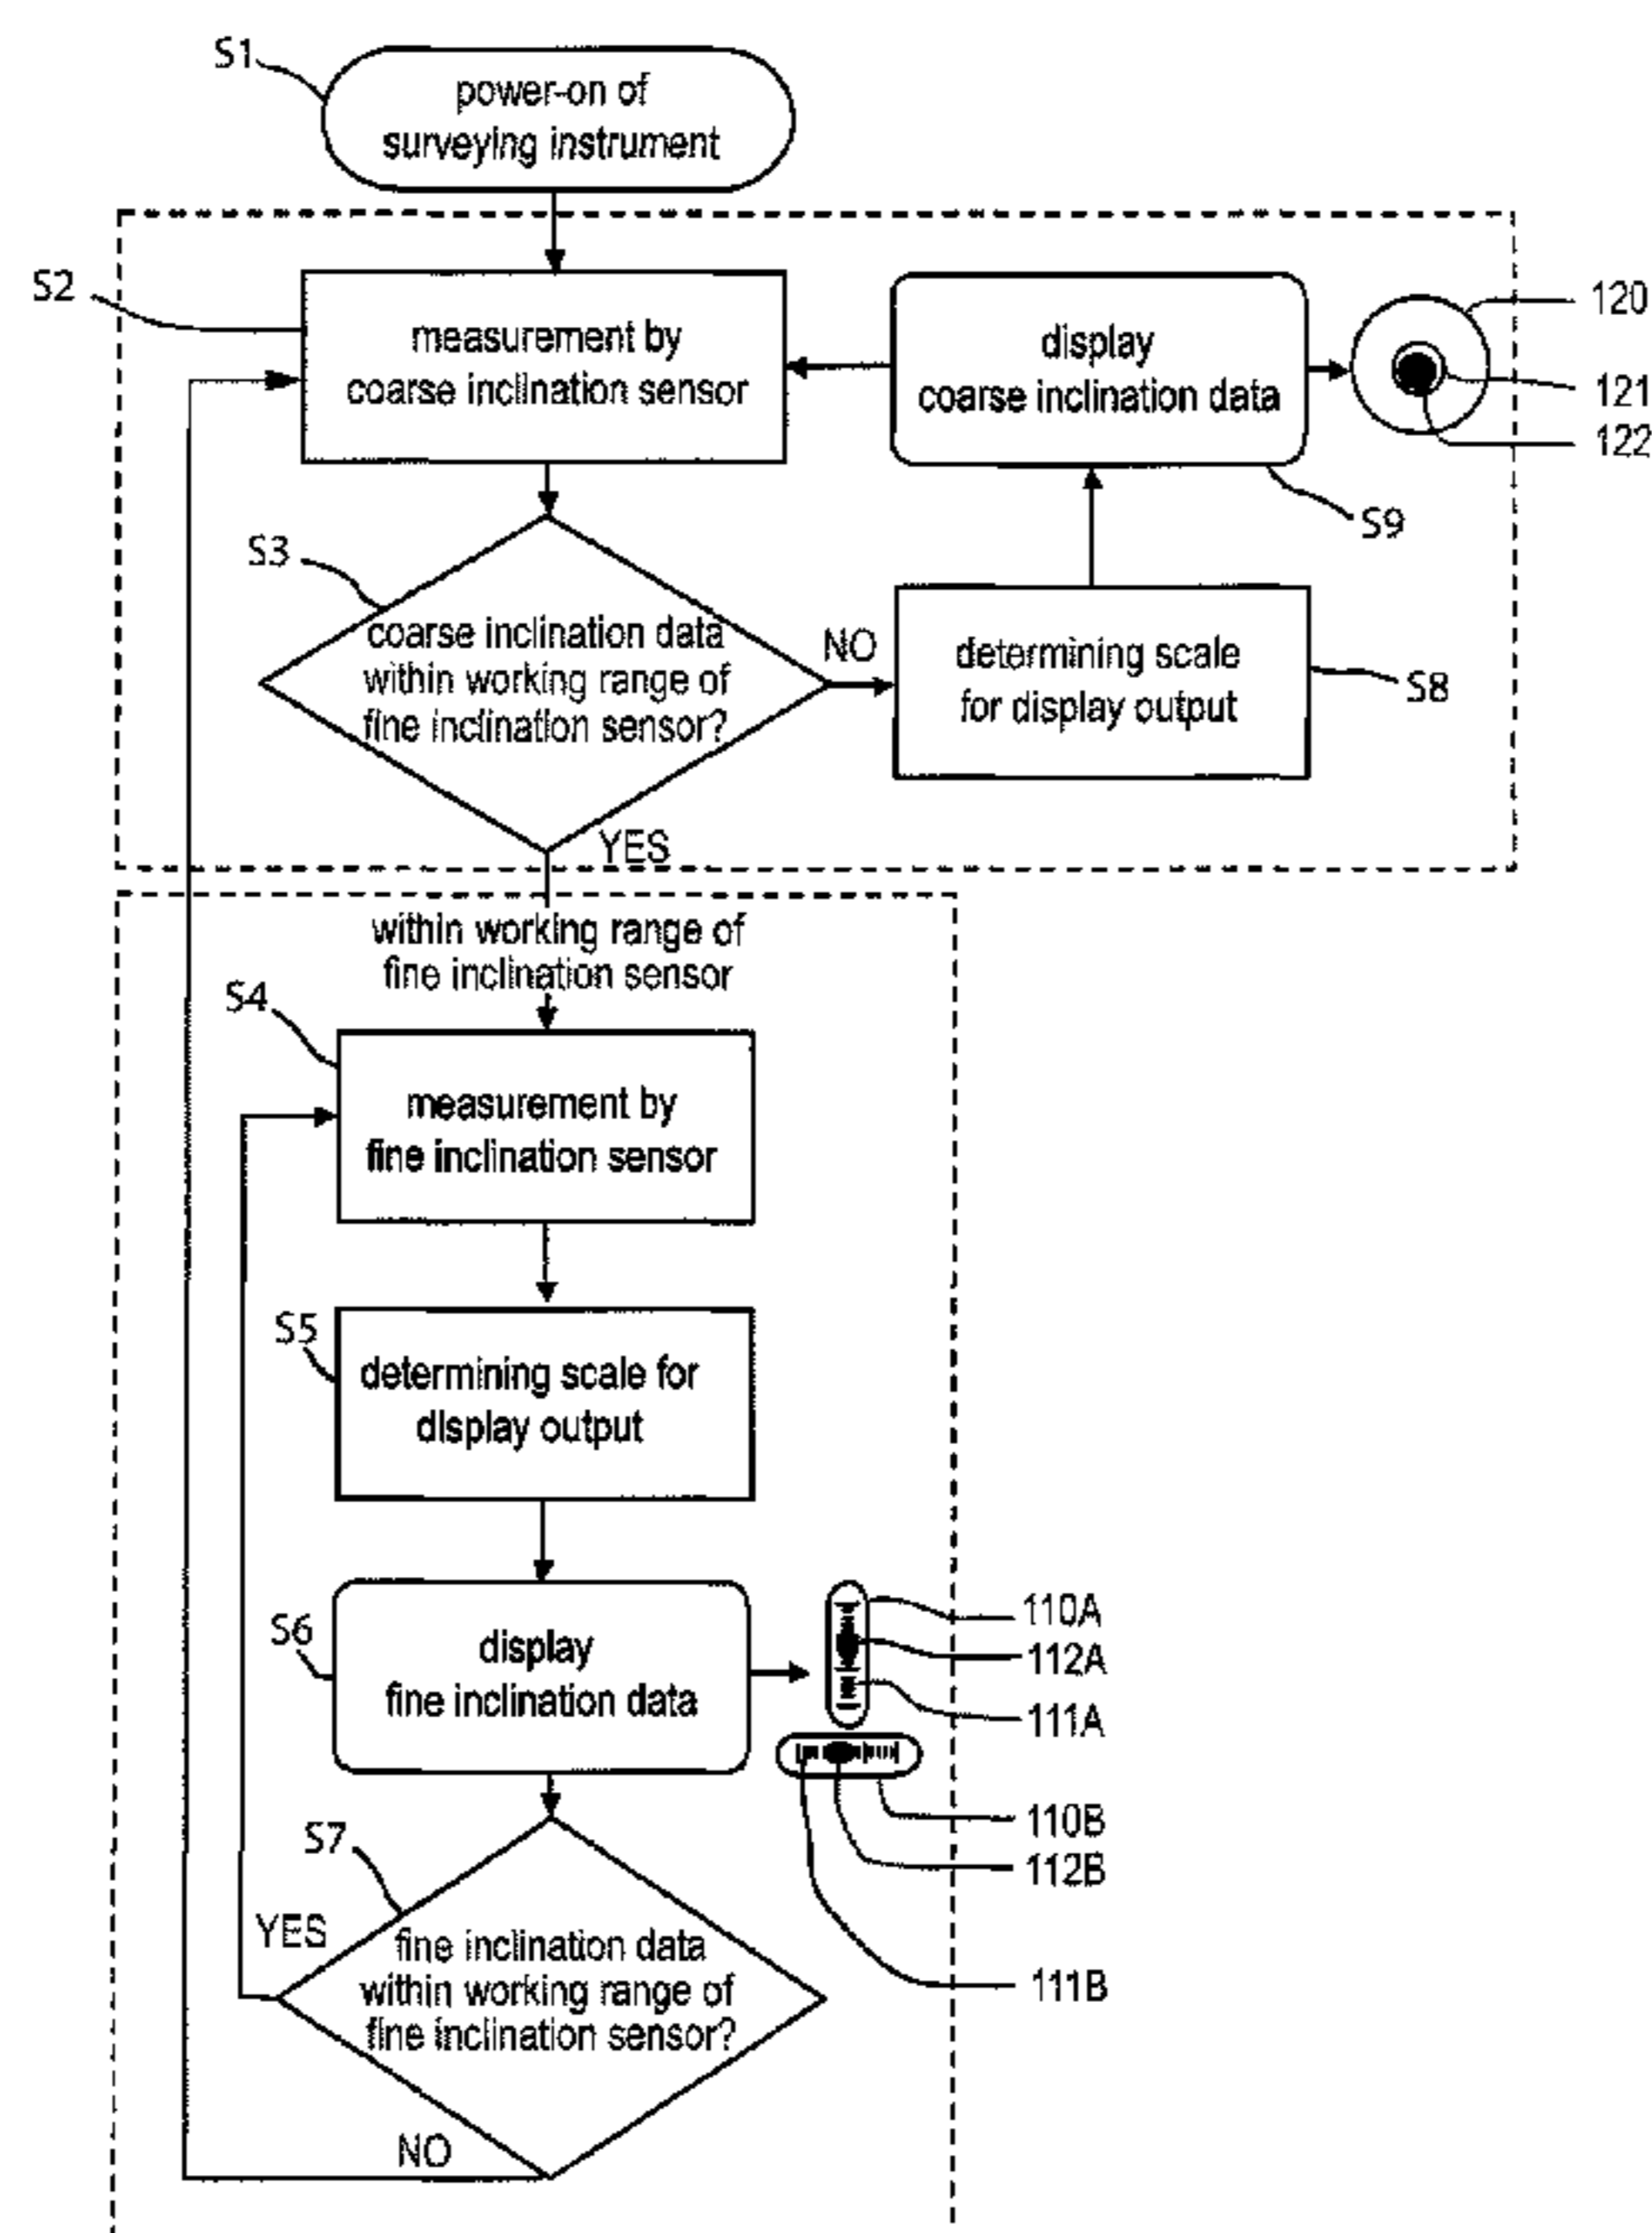 S1
power-on of
surveying instrument
S2
measurement by
coarse inclination sensor
display
coarse inclination data
120
121
122
S9
S3
coarse inclination data
within working range of
fine inclination sensor?
NO
determining scale
for display output
S8
YES
within working range of
fine inclination sensor
S4
measurement by
fine inclination sensor
S5
determining scale for
display output
S6
display
fine inclination data
110A
112A
111A
110B
112B
111B
S7
YES
fine inclination data
within working range of
fine inclination sensor?
NO